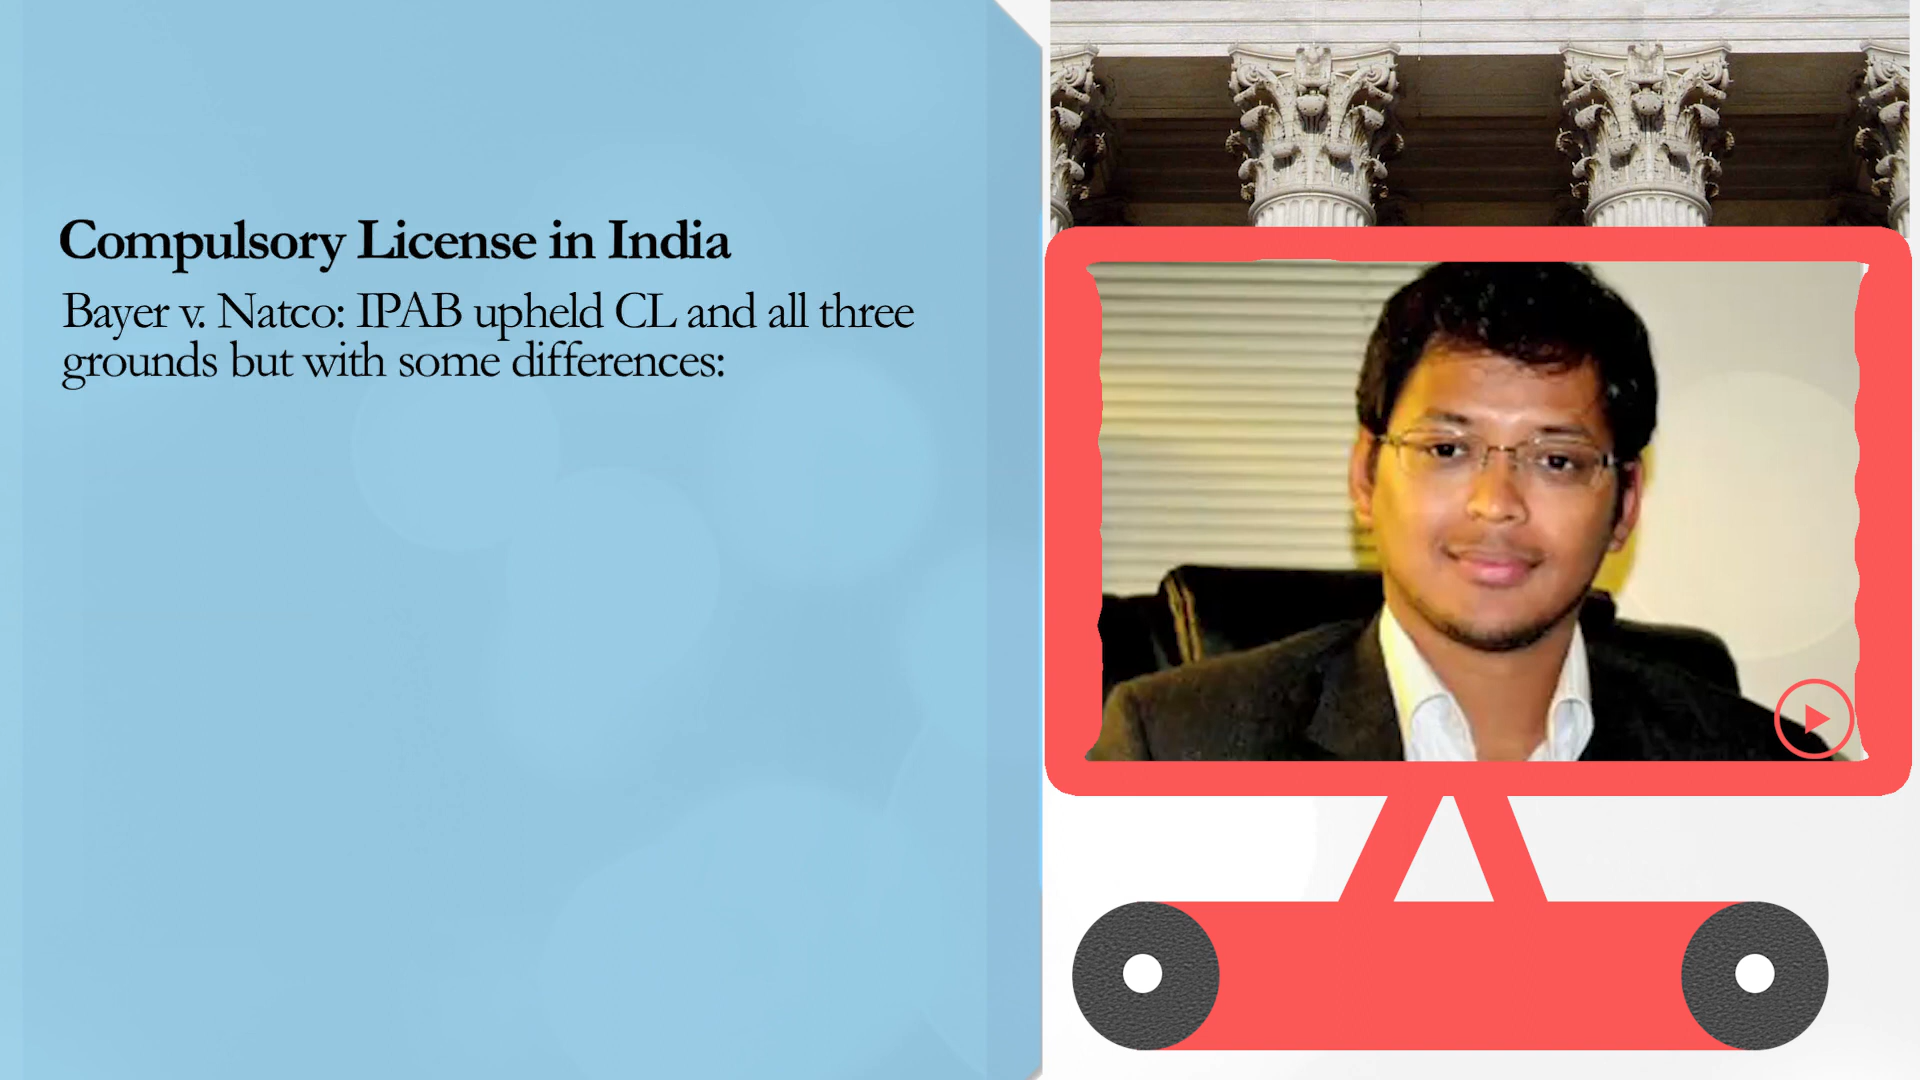 Compulsory License in India
Bayer v. Natco: IPAB upheld CL and all three
grounds but with some differences: